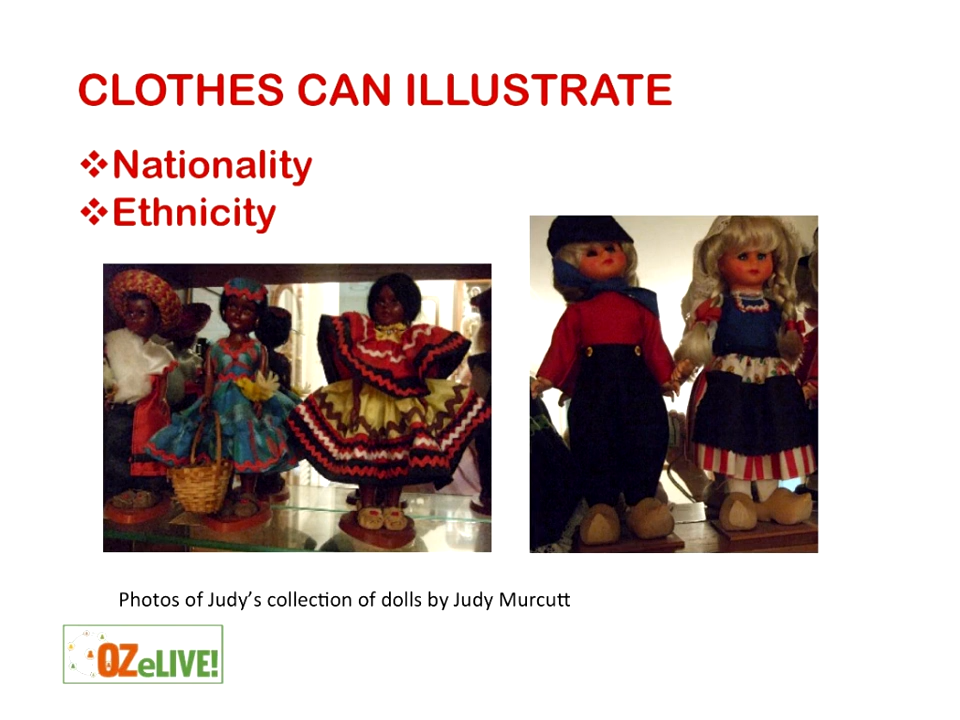 CLOTHES CAN ILLUSTRATE
❖Nationality
❖Ethnicity
Photos of Judy’s collection of dolls by Judy Murcutt
OZeLIVE!